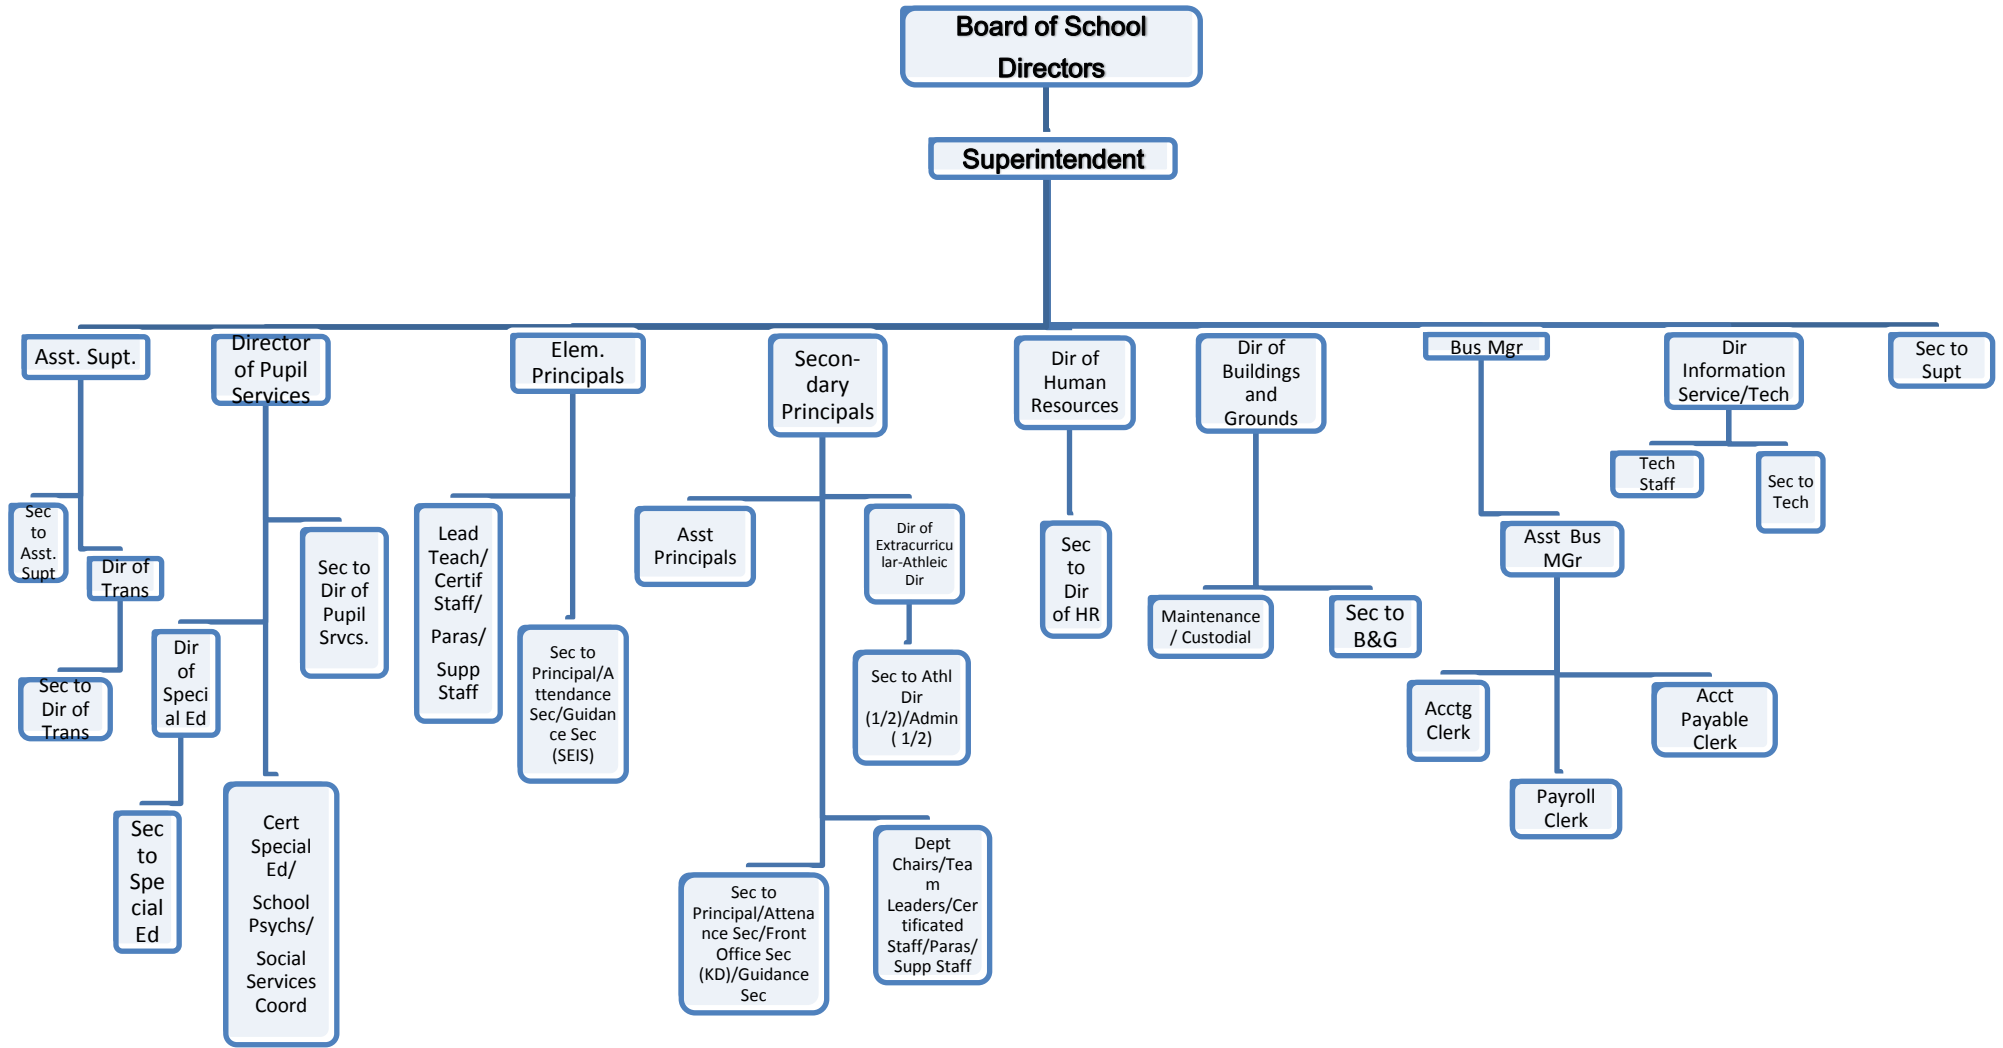 Board of School
Directors
Superintendent
Asst. Supt.
Director
of Pupil
Services
Elem.
Principals
Secon-
dary
Principals
Dir of
Human
Resources
Dir of
Buildings
and
Grounds
Bus Mgr
Dir
Information
Service/Tech
Sec to
Supt
Sec
to
Asst.
Supt
Dir of
Trans
Sec to
Dir of
Trans
Dir
of
Speci
al Ed
Sec
to
Spe
cial
Ed
Sec to
Dir of
Pupil
Srvcs.
Cert
Special
Ed/
School
Psychs/
Social
Services
Coord
Lead
Teach/
Certif
Staff/
Paras/
Supp
Staff
Sec to
Principal/A
ttendance
Sec/Guidan
ce Sec
(SEIS)
Asst
Principals
Dir of
Extracurricu
lar-Athleic
Dir
Sec to Athl
Dir
(1/2)/Admin
( 1/2)
Sec to
Principal/Attena
nce Sec/Front
Office Sec
(KD)/Guidance
Sec
Dept
Chairs/Tea
m
Leaders/Cer
tificated
Staff/Paras/
Supp Staff
Sec
to
Dir
of HR
Maintenance
/ Custodial
Sec to
B&G
Asst  Bus
MGr
Acctg
Clerk
Payroll
Clerk
Acct
Payable
Clerk
Tech
Staff
Sec to
Tech